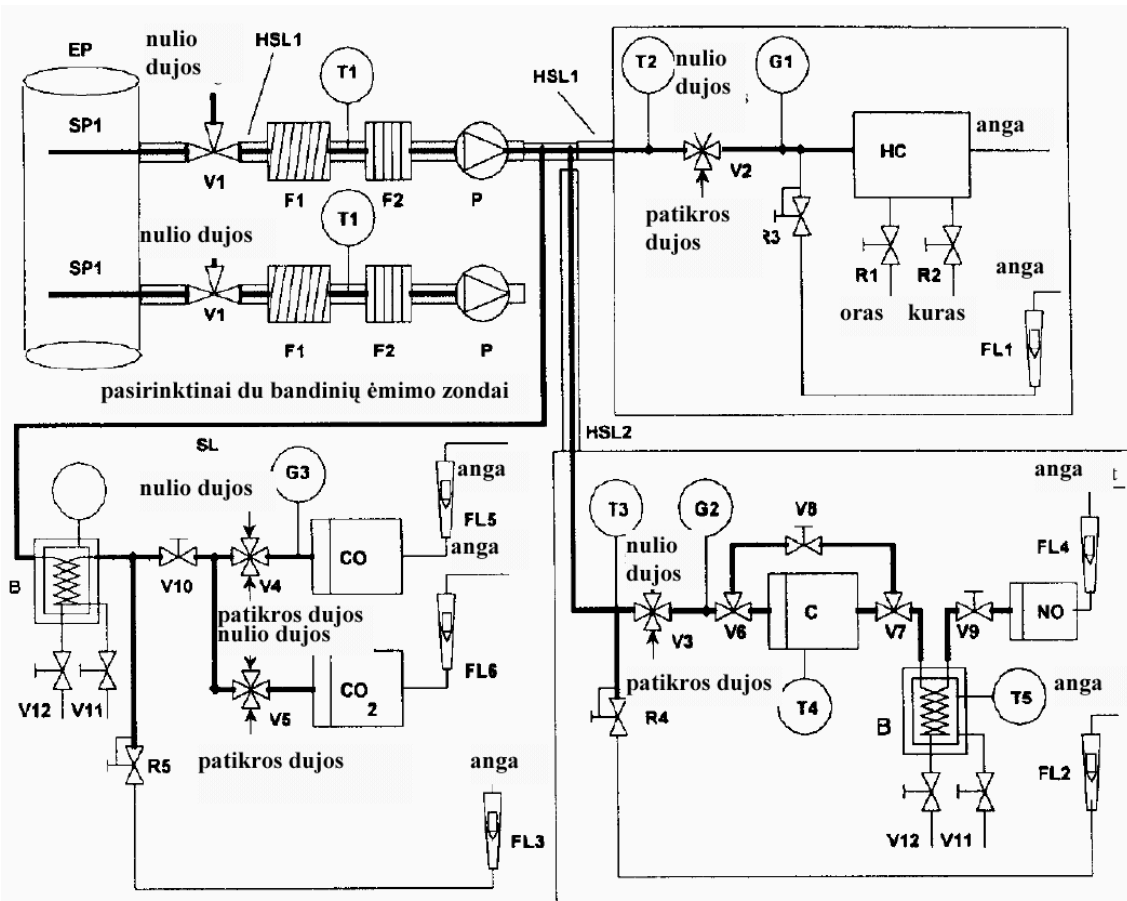 EP
nulio
dujos
HSL1
T1
SP1
V1
F1
F2
P
HSL1
T2
nulio
dujos
G1
V2
patikros
dujos
HC
anga
R3
R1
R2
oras
kuras
anga
FL1
nulio dujos
T1
SP1
V1
F1
F2
P
pasirinktinai du bandinių ėmimo zondai
SL
HSL2
nulio dujos
G3
anga
FL5
anga
B
V10
V4
CO
patikros dujos
nulio dujos
FL6
V12
V11
V5
CO
2
patikros dujos
R5
anga
FL3
T3
G2
V8
anga
t
nulio
dujos
FL4
V3
V6
C
V7
V9
NO
patikros dujos
R4
T4
B
T5
anga
FL2
V12
V11